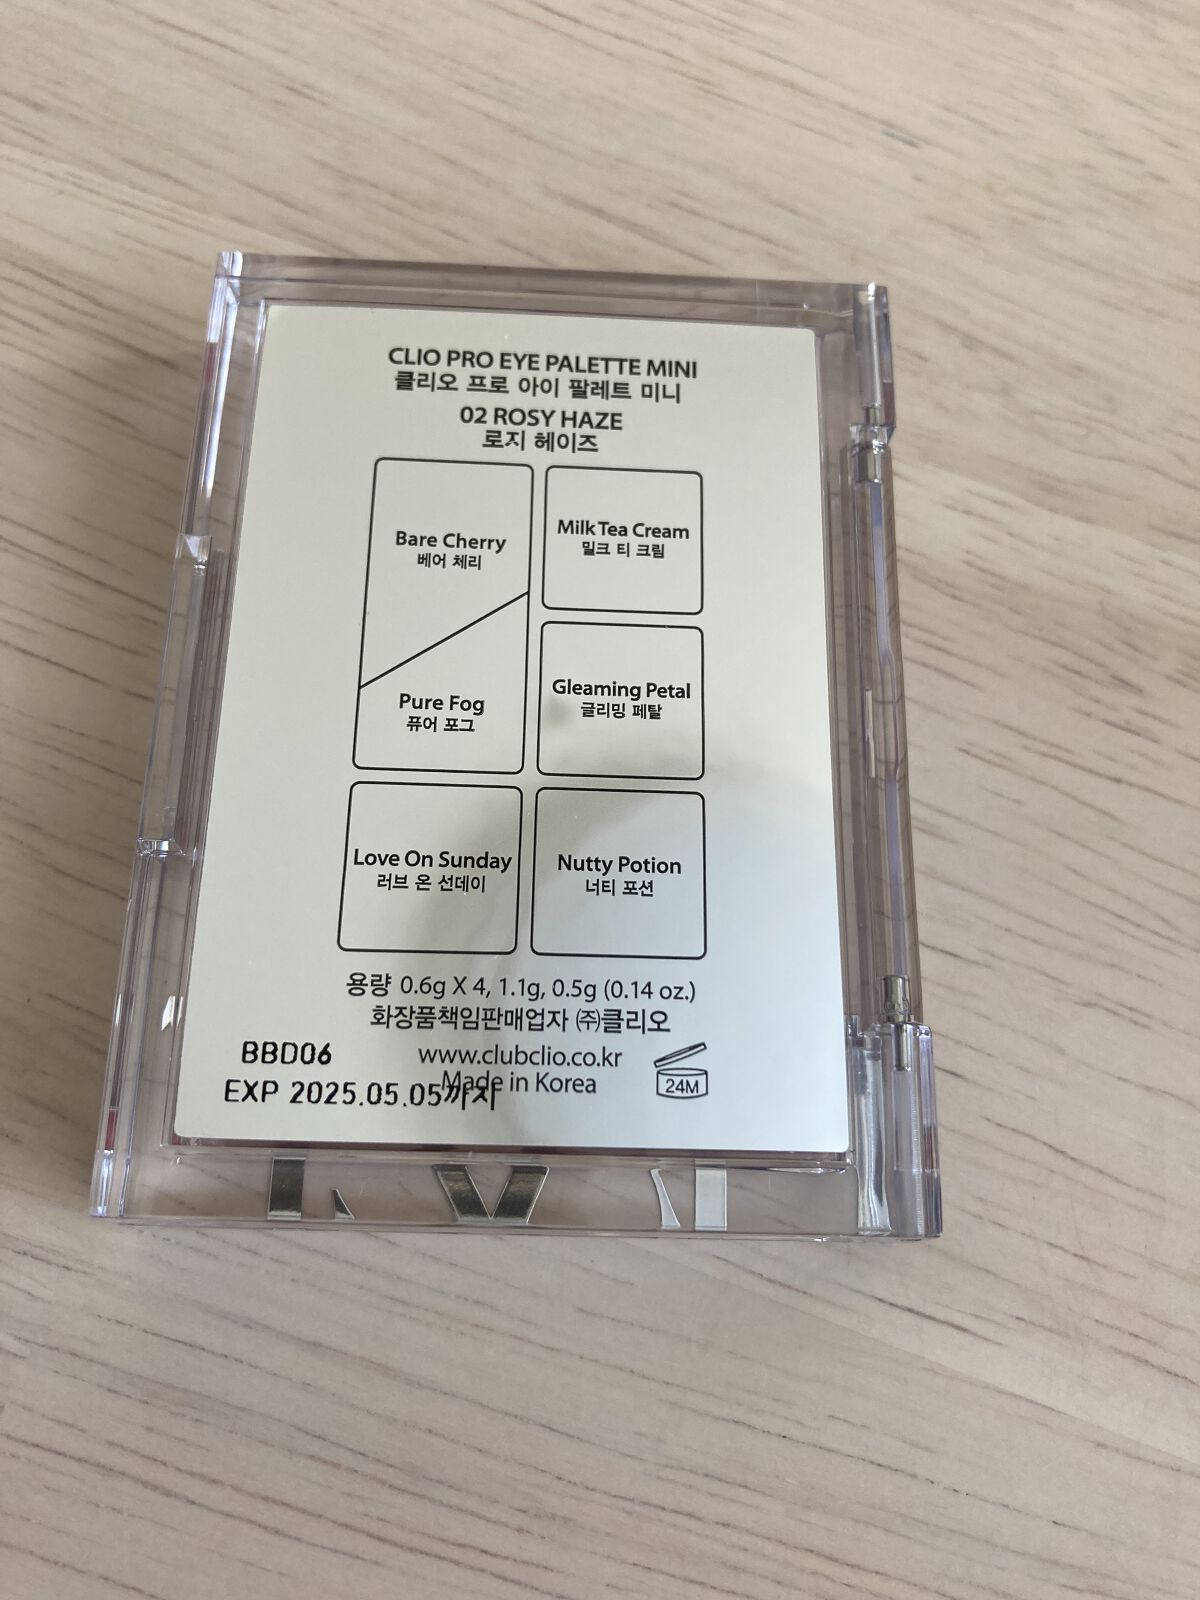 CLIO PRO EYE PALETTE MINI
클리오 프로 아이 팔레트 미니
02 ROSY HAZE
로지 헤이즈
Bare Cherry
베어 체리
Milk Tea Cream
밀크 티 크림
Pure Fog
퓨어 포그
Gleaming Petal
글리밍 페탈
Love On Sunday
러브 온 선데이
Nutty Potion
너티 포션
용량 0.6g X 4, 1.1g, 0.5g (0.14 oz.)
화장품책임판매업자 ㈜클리오
BBD06
www.clubclio.co.kr
Made in Korea
24M
EXP 2025.05.05까지